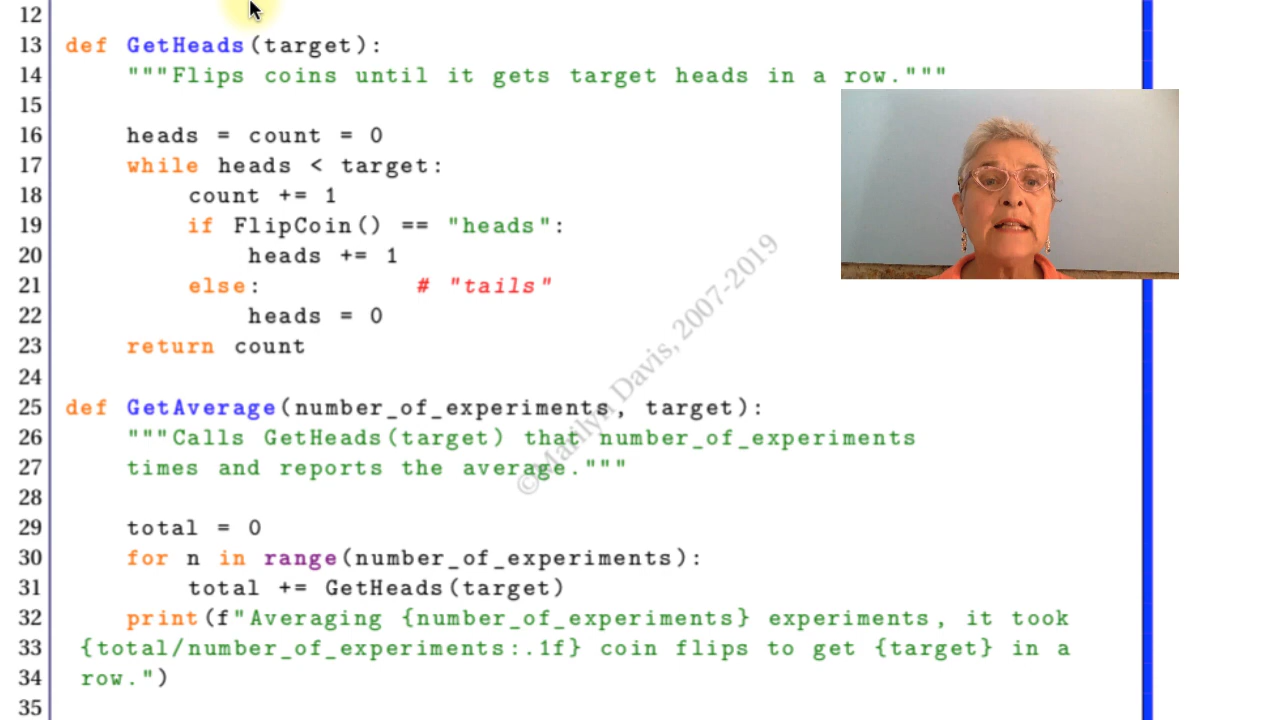 12
13 def GetHeads(target):
14     """Flips coins until it gets target heads in a row."""
15
16     heads = count = 0
17     while heads < target:
18         count += 1
19         if FlipCoin() == "heads":
20             heads += 1
21         else:          # "tails"
22             heads = 0
23     return count
24
25 def GetAverage(number_of_experiments, target):
26     """Calls GetHeads(target) that number_of_experiments
27     times and reports the average."""
28
29     total = 0
30     for n in range(number_of_experiments):
31         total += GetHeads(target)
32     print(f"Averaging {number_of_experiments} experiments, it took
33  {total/number_of_experiments:.1f} coin flips to get {target} in a
34  row.")
35
©Marilyn Davis, 2007-2019